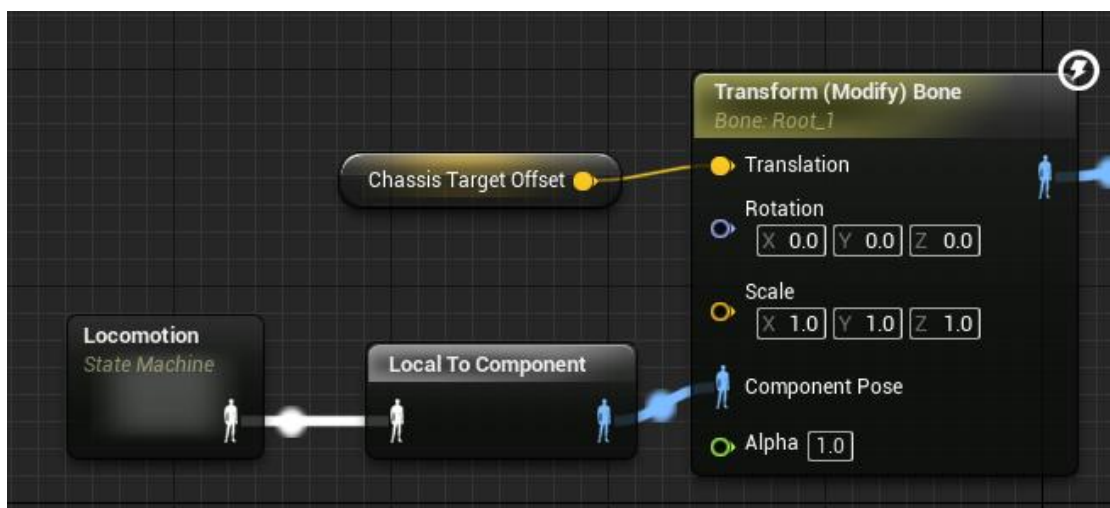 Transform (Modify) Bone
Bone: Root_1
Chassis Target Offset
Translation
Rotation
X 0.0 Y 0.0 Z 0.0
Scale
X 1.0 Y 1.0 Z 1.0
Locomotion
State Machine
Local To Component
Component Pose
Alpha 1.0